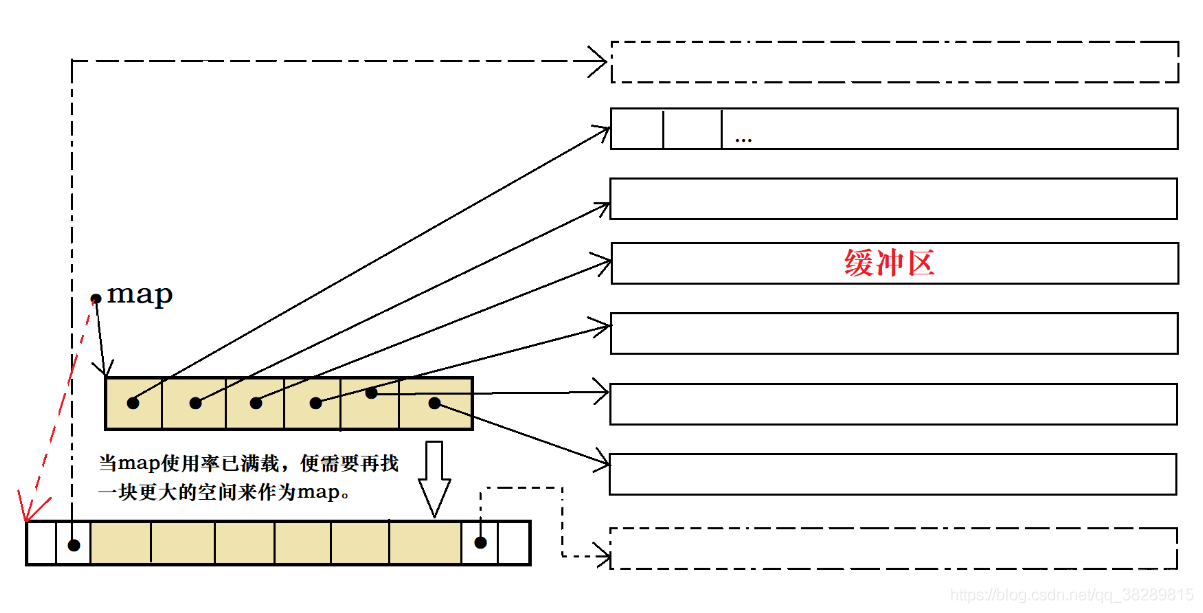 ...
缓冲区
map
当map使用率已满载，便需要再找
一块更大的空间来作为map。
https://blog.csdn.net/qq_38289815